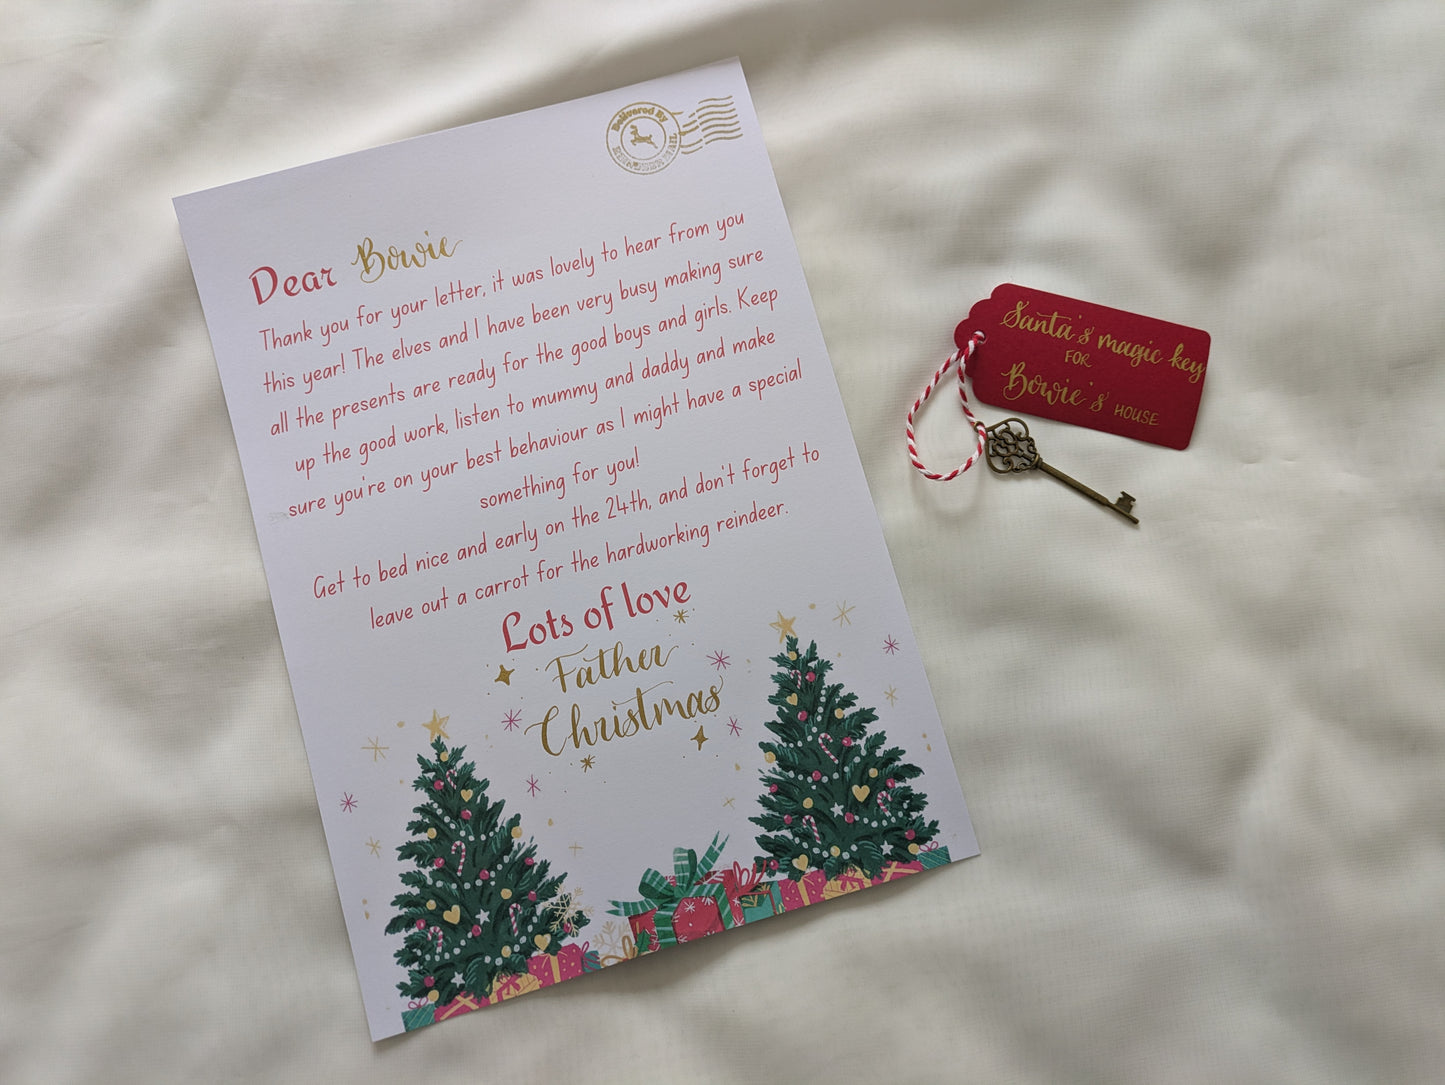 Delivered By
REINDEER MAIL
Dear Bowie
Thank you for your letter, it was lovely to hear from you
this year! The elves and I have been very busy making sure
all the presents are ready for the good boys and girls. Keep
up the good work, listen to mummy and daddy and make
sure you're on your best behaviour as I might have a special
something for you!
Get to bed nice and early on the 24th, and don't forget to
leave out a carrot for the hardworking reindeer.
Lots of love
Father
Christmas
Santa's magic key
FOR
Bowie's HOUSE